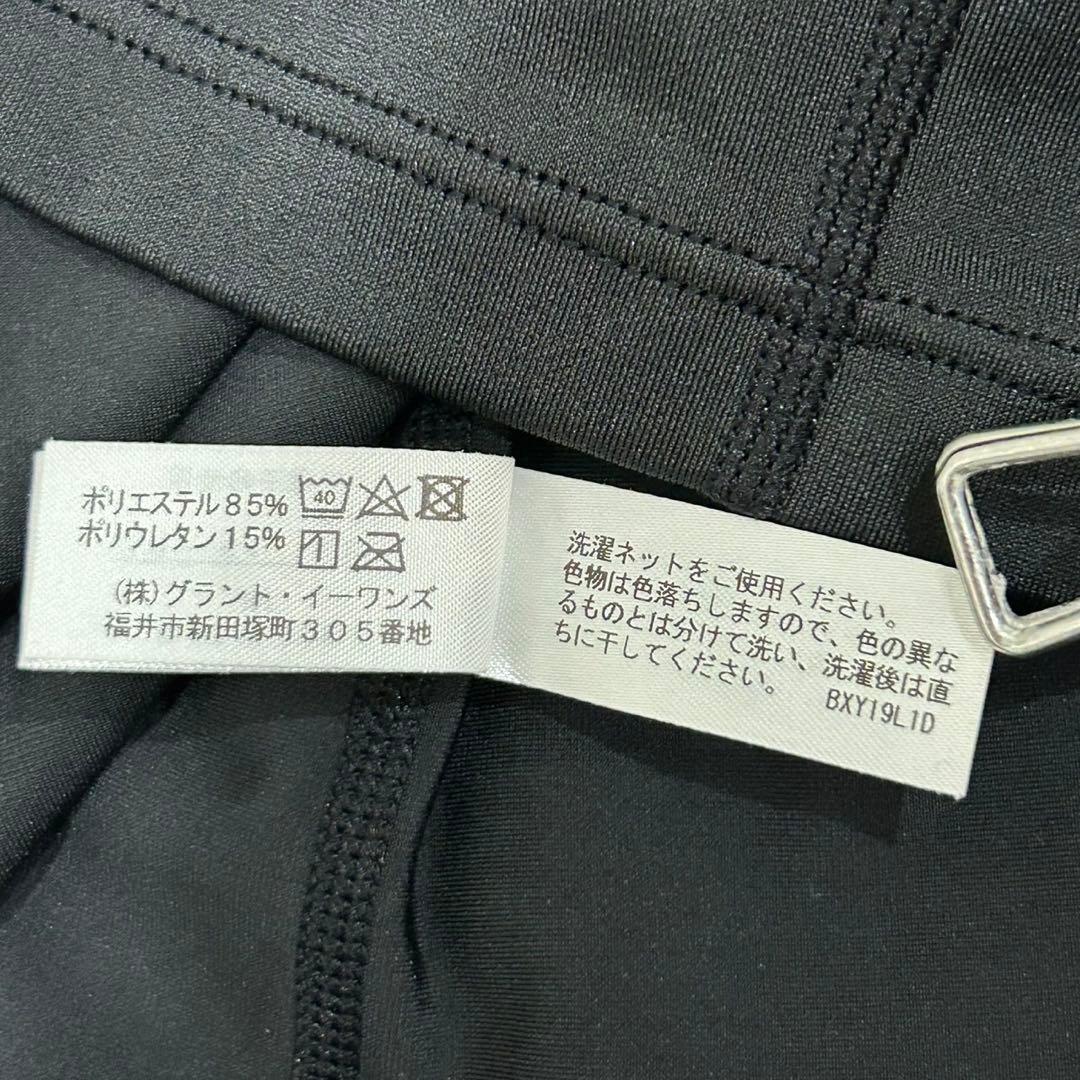 ポリエステル85%
ポリウレタン15%
40
(株)グラント・イーワンズ
福井市新田塚町305番地
洗濯ネットをご使用ください。
色物は色落ちしますので、色の異な
るものとは分けて洗い、洗濯後は直
ちに干してください。
BXY19L1D